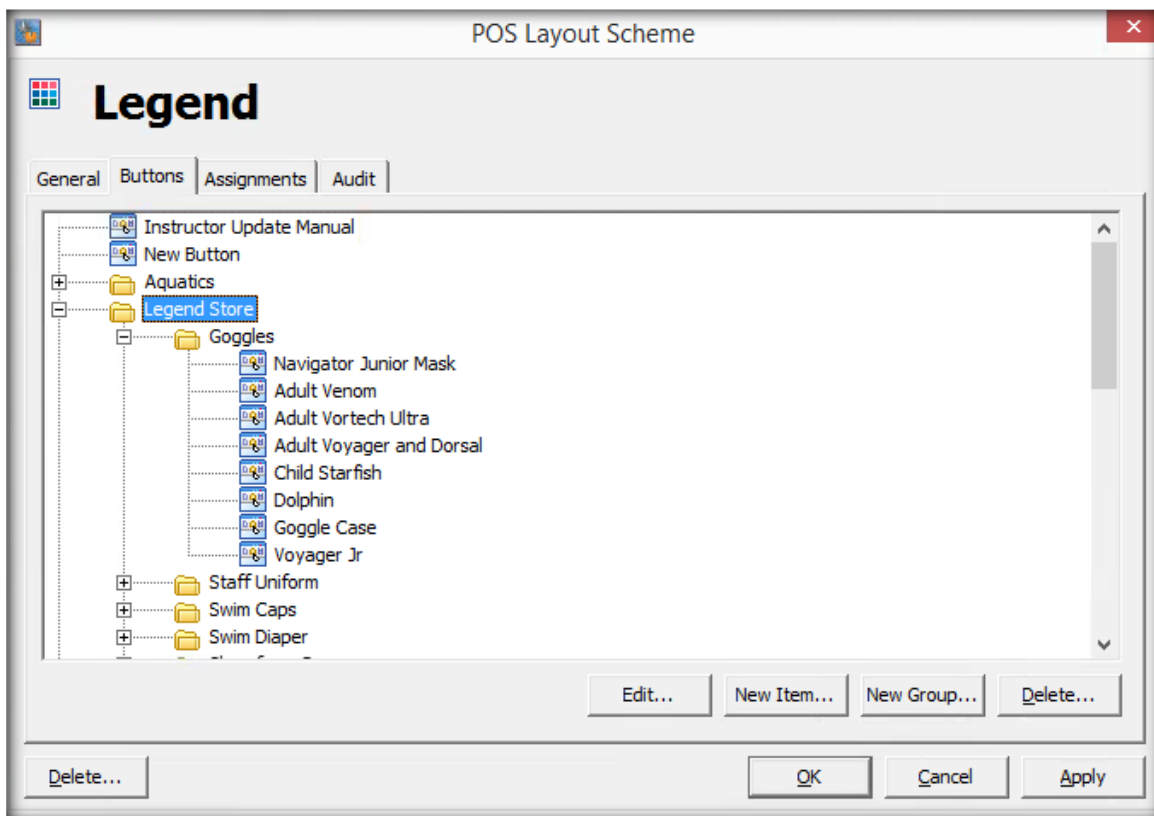 POS Layout Scheme
Legend
General Buttons Assignments Audit
Instructor Update Manual
New Button
Aquatics
Legend Store
Goggles
Navigator Junior Mask
Adult Venom
Adult Vortech Ultra
Adult Voyager and Dorsal
Child Starfish
Dolphin
Goggle Case
Voyager Jr
Staff Uniform
Swim Caps
Swim Diaper
Edit... New Item... New Group... Delete...
Delete... OK Cancel Apply